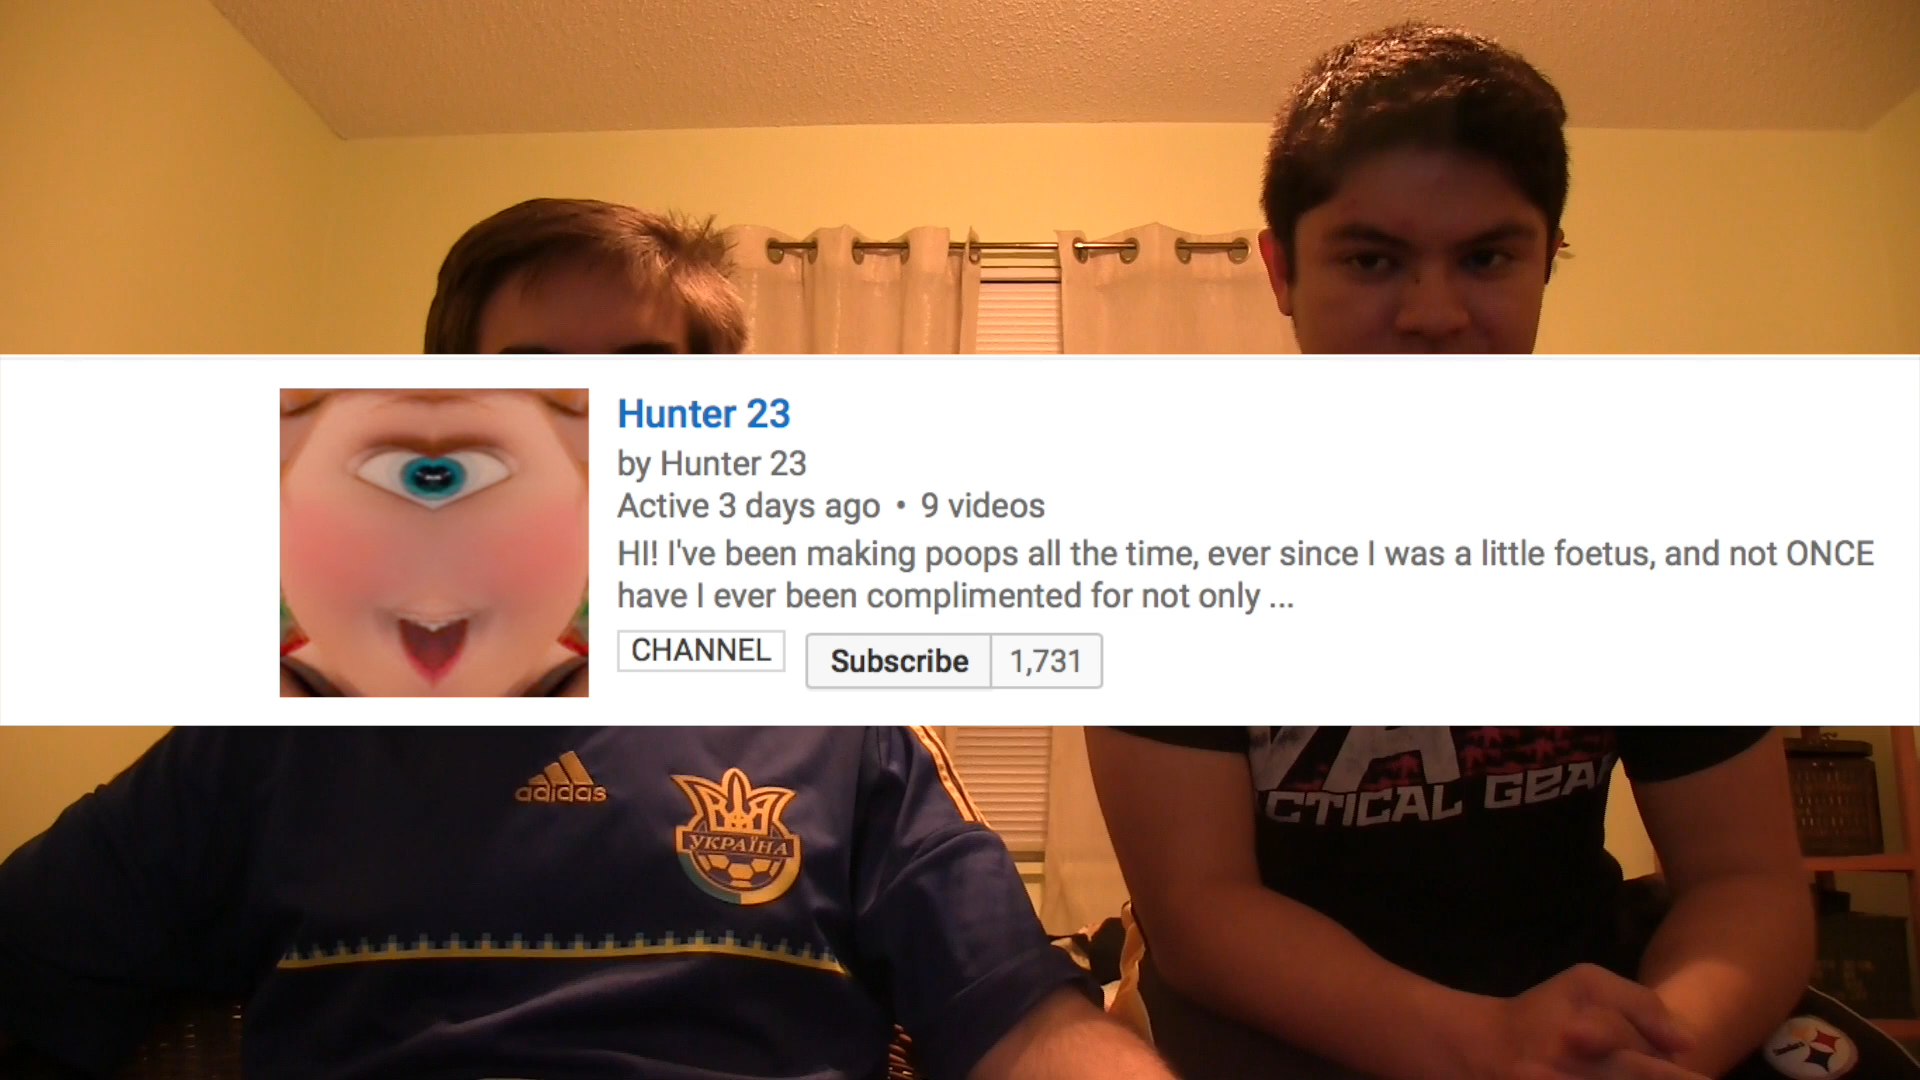 Hunter 23
by Hunter 23
Active 3 days ago • 9 videos
HI! I've been making poops all the time, ever since I was a little foetus, and not ONCE
have I ever been complimented for not only ...
CHANNEL
Subscribe 1,731
adidas
УКРАЇНА
CTICAL GEAR